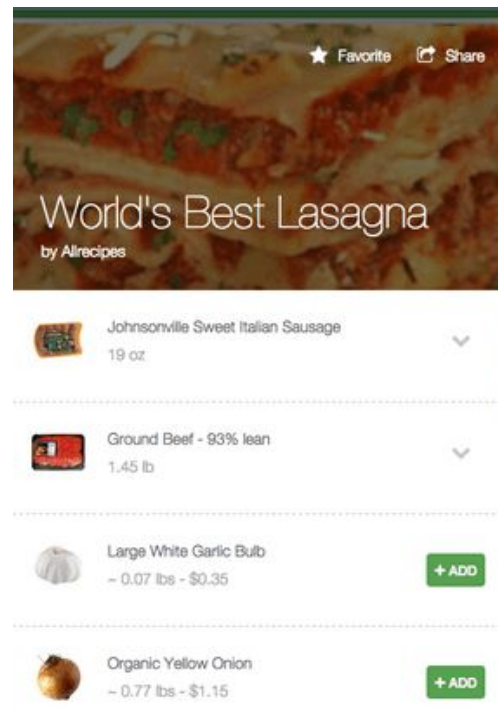 Favorite
Share
World's Best Lasagna
by Allrecipes
Johnsonville Sweet Italian Sausage
19 oz
Ground Beef - 93% lean
1.45 lb
Large White Garlic Bulb
~ 0.07 lbs - $0.35
+ ADD
Organic Yellow Onion
~ 0.77 lbs - $1.15
+ ADD